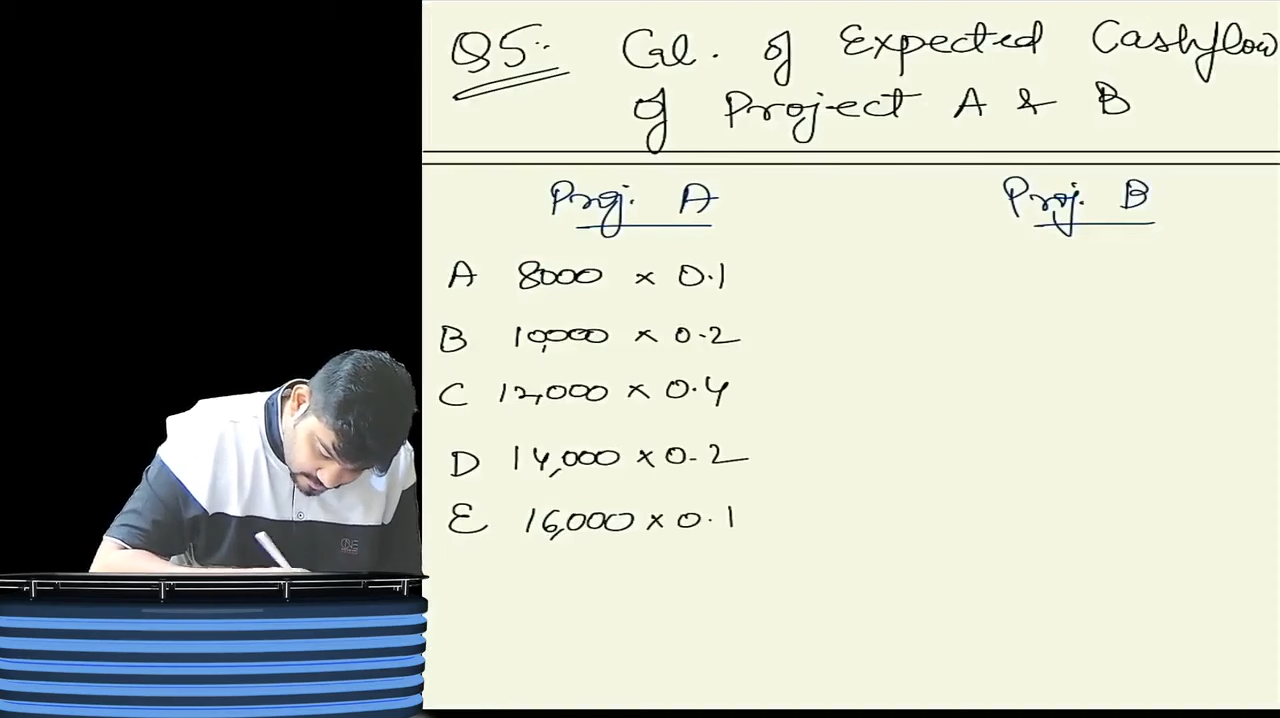 Q5:. Cal. of Expected Cashflow
of Project A & B
Proj. A
Proj. B
A 8000 × 0.1
B 10,000 × 0.2
C 12,000 × 0.4
D 14,000 × 0.2
E 16,000 × 0.1